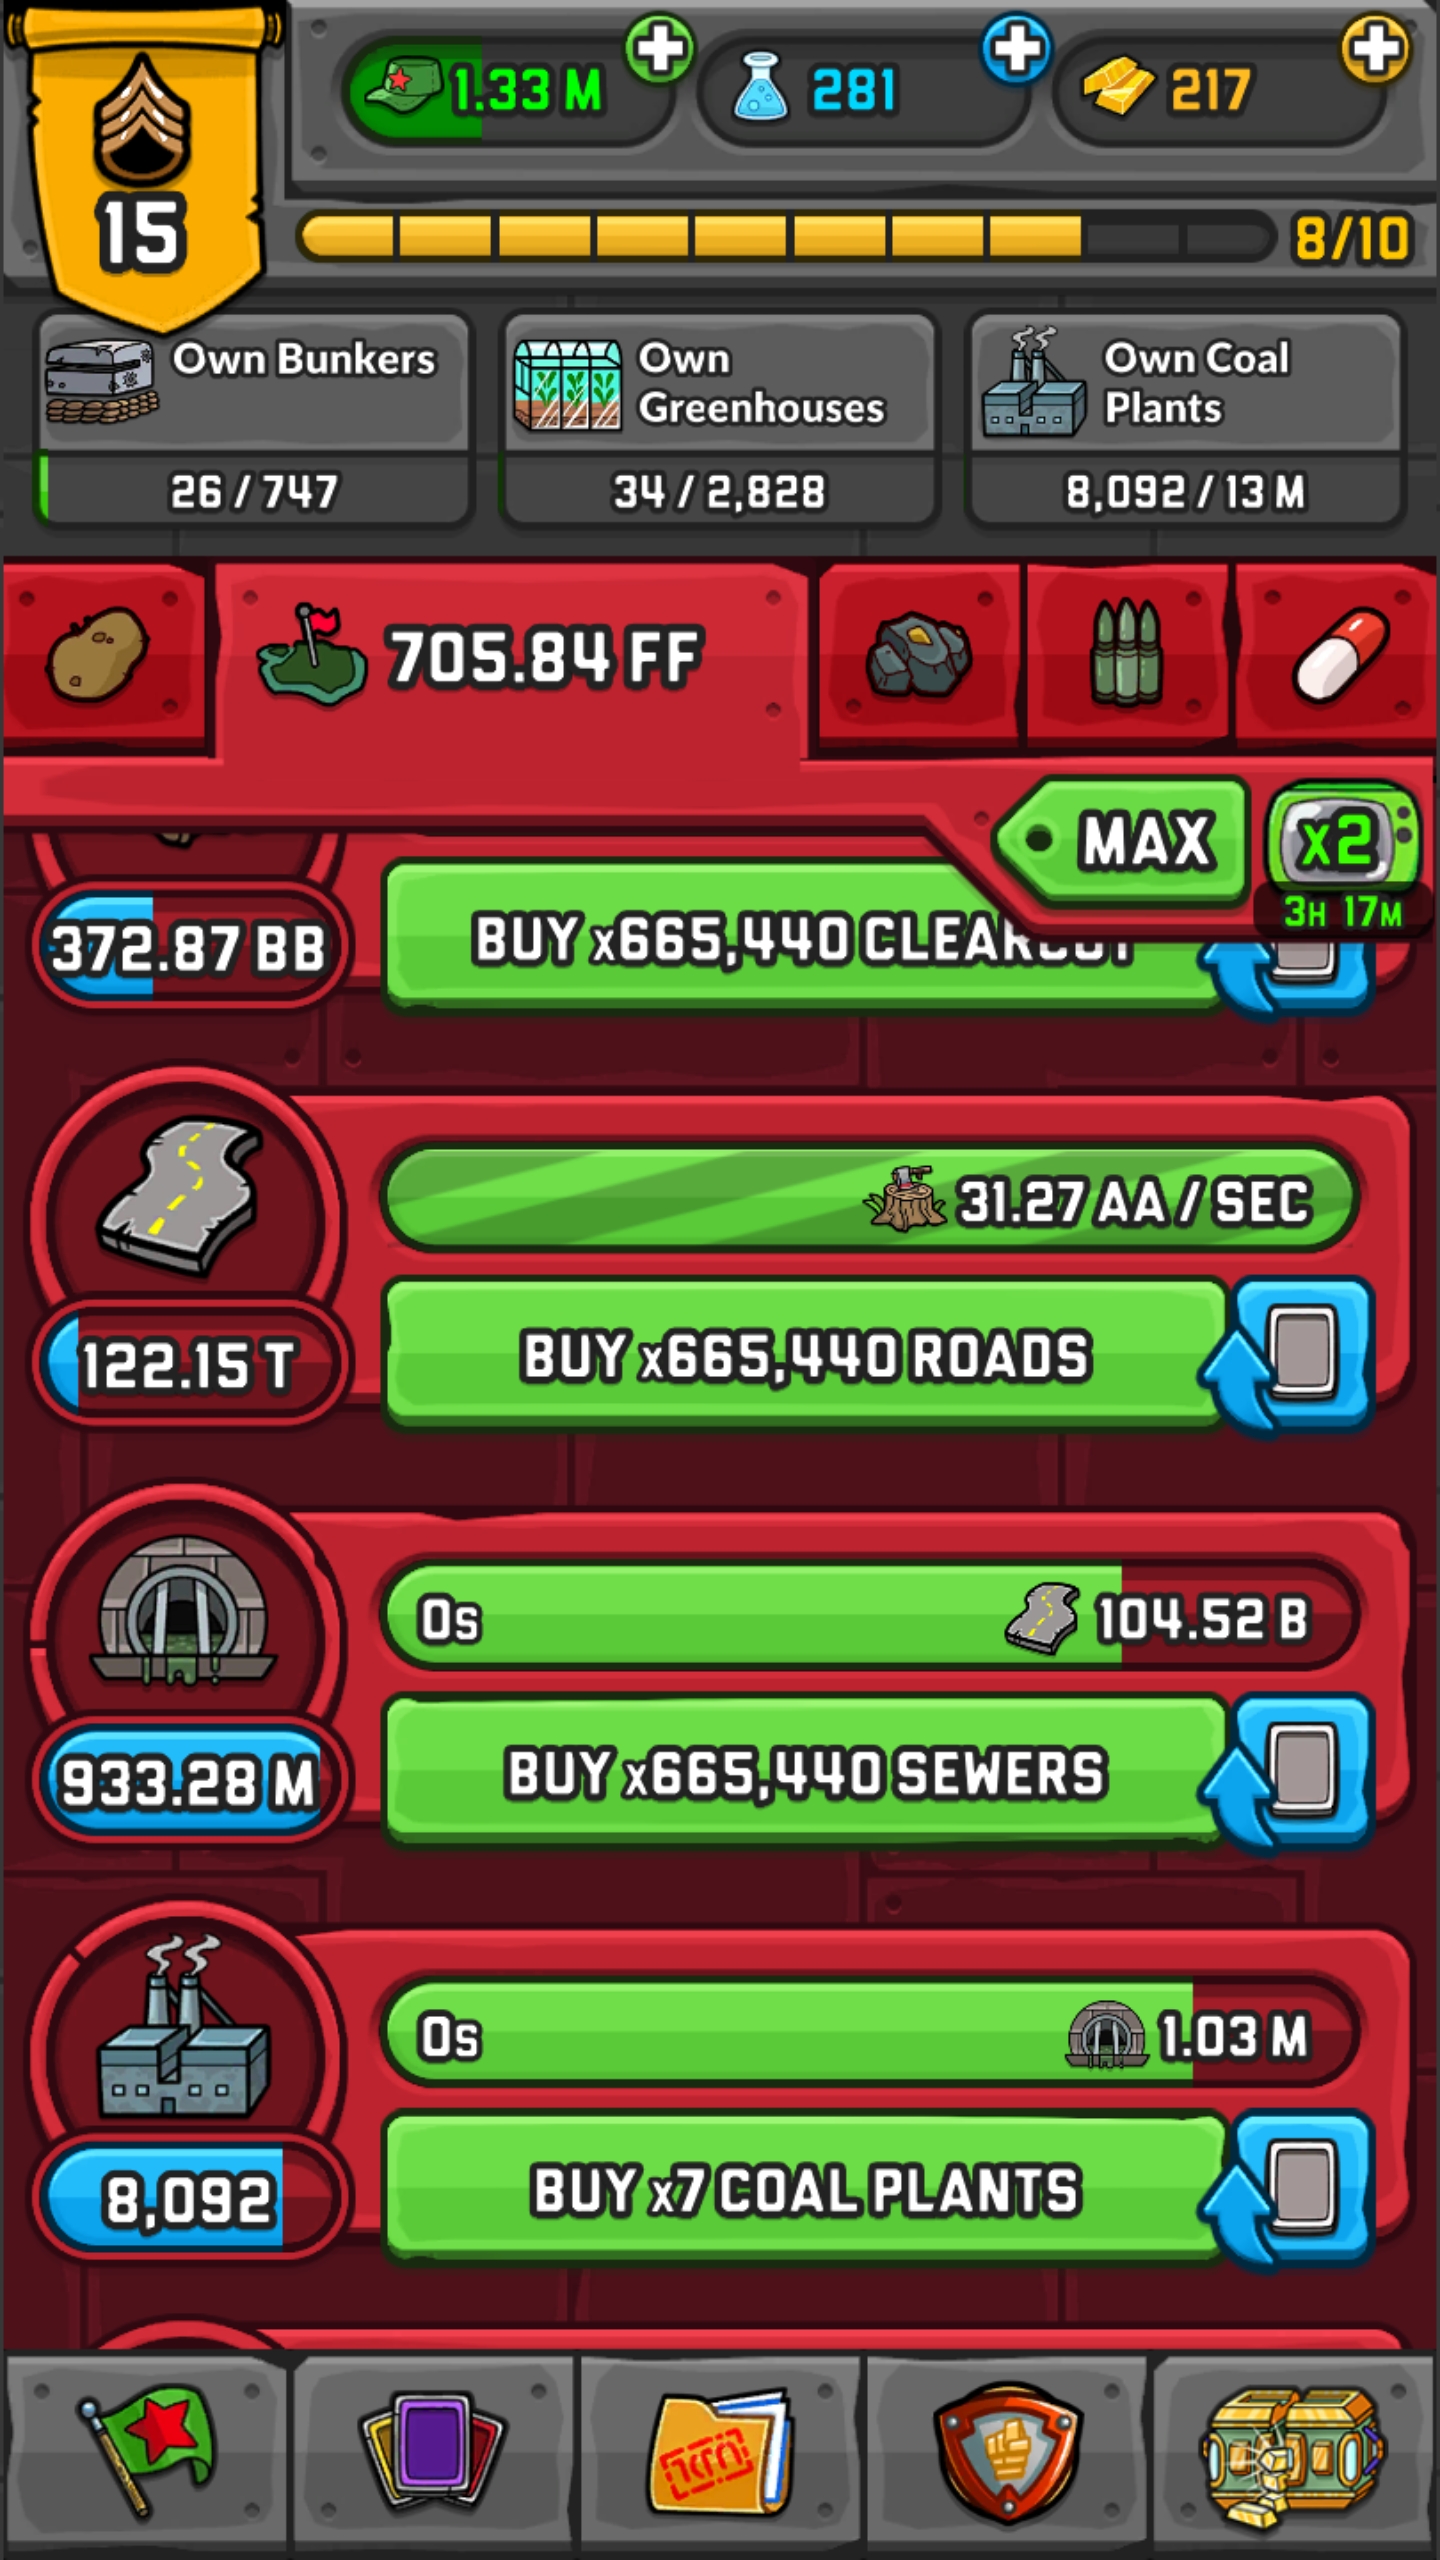 1.33 M
281
217
15
8/10
Own Bunkers
26 / 747
Own
Greenhouses
34 / 2,828
Own Coal
Plants
8,092 / 13 M
705.84 FF
MAX
x2
3H 17M
372.87 BB
BUY x665,440 CLEARCUT
31.27 AA / SEC
122.15 T
BUY x665,440 ROADS
0s
104.52 B
933.28 M
BUY x665,440 SEWERS
0s
1.03 M
8,092
BUY x7 COAL PLANTS